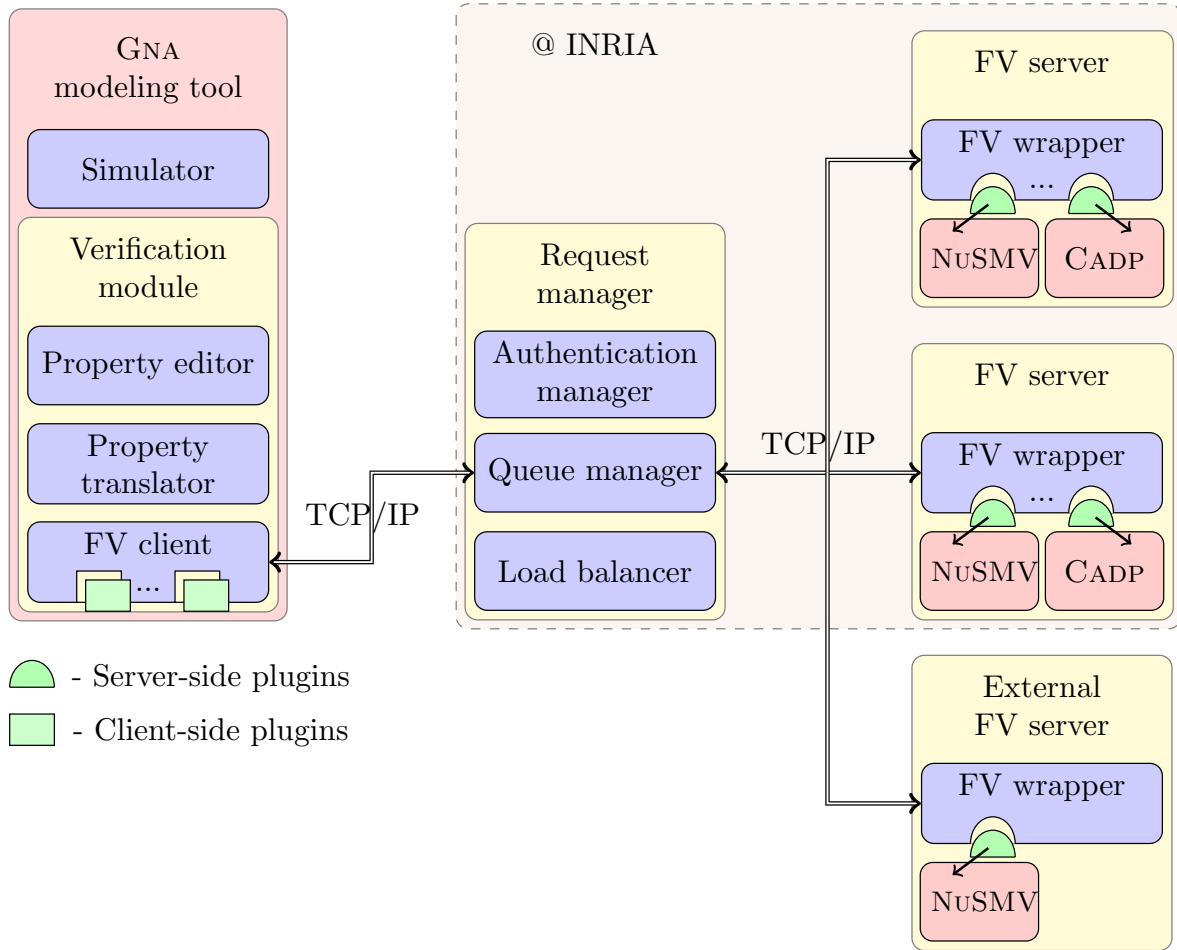 GNA
modeling tool
Simulator
Verification
module
Property editor
Property
translator
FV client
...
TCP/IP
@ INRIA
Request
manager
Authentication
manager
Queue manager
Load balancer
TCP/IP
FV server
FV wrapper
...
NUSMV
CADP
FV server
FV wrapper
...
NUSMV
CADP
External
FV server
FV wrapper
NUSMV
- Server-side plugins
- Client-side plugins